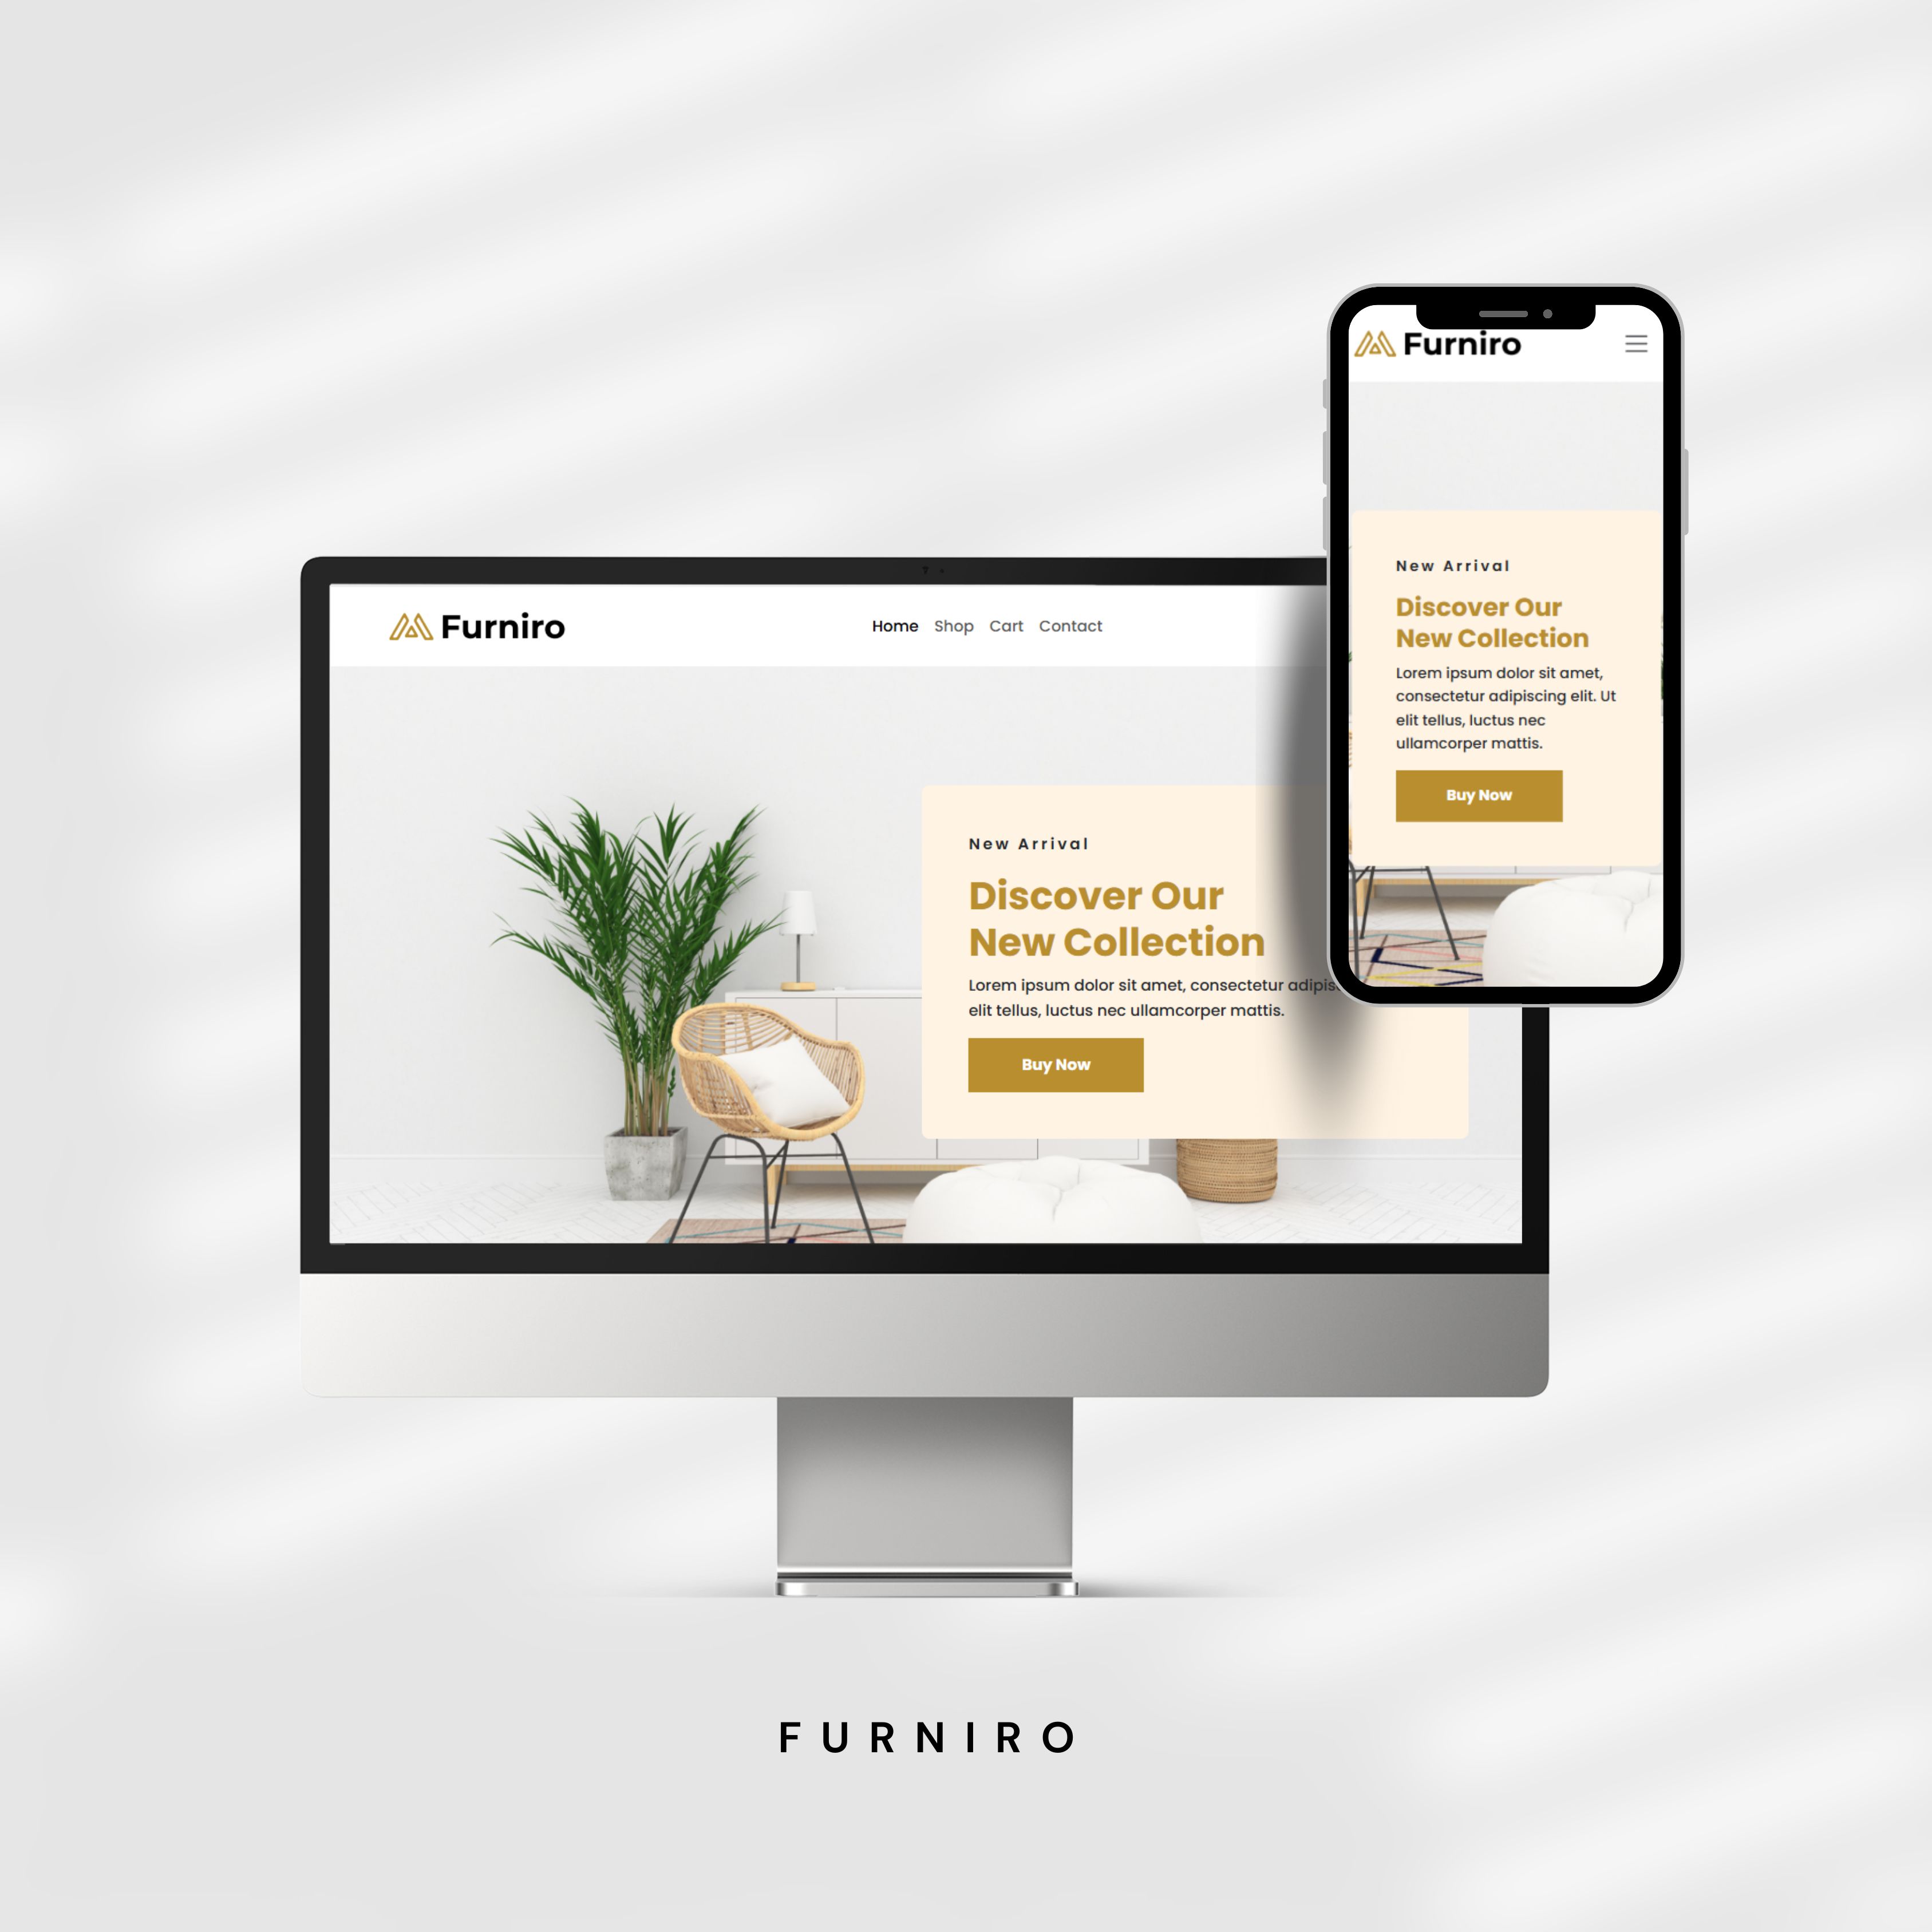 Furniro
Home Shop Cart Contact
New Arrival
Discover Our
New Collection
Lorem ipsum dolor sit amet, consectetur
elit tellus, luctus nec ullamcorper mattis.
Buy Now
Furniro
New Arrival
Discover Our
New Collection
Lorem ipsum dolor sit amet,
consectetur adipiscing elit. Ut
elit tellus, luctus nec
ullamcorper mattis.
Buy Now
FURNIRO